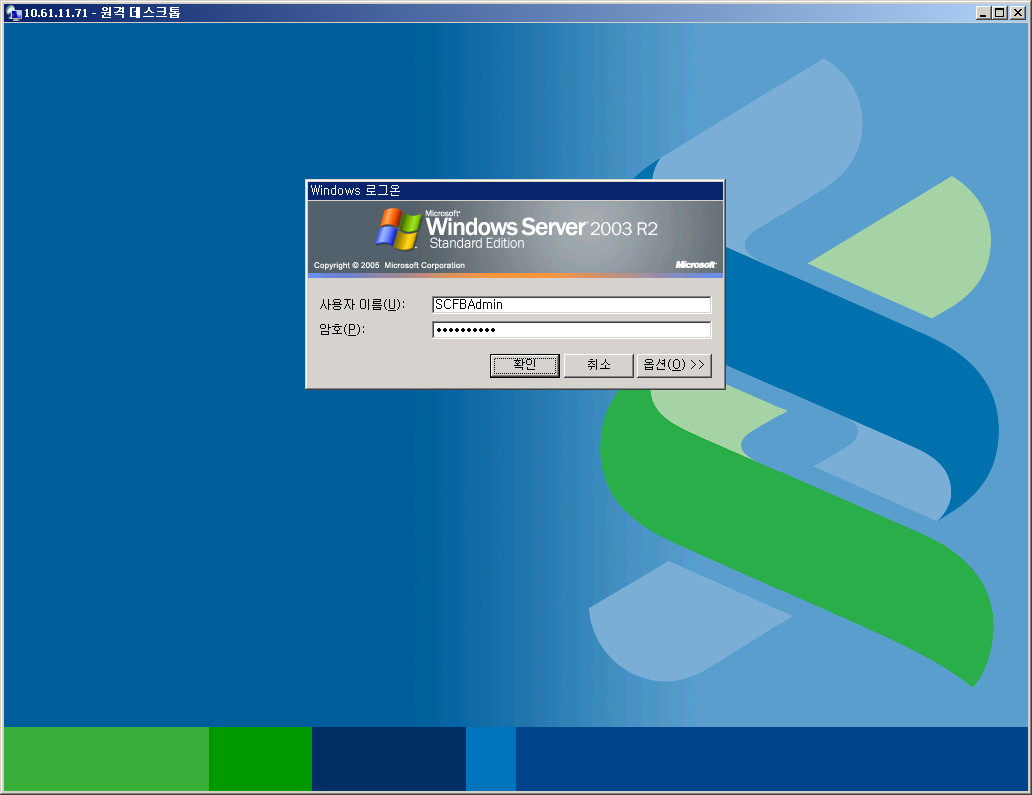 10.61.11.71 - 원격 데스크톱
Windows 로그온
Microsoft®
Windows Server™ 2003 R2
Standard Edition
Copyright © 2005 Microsoft Corporation
Microsoft®
사용자 이름(U):
SCFBAdmin
암호(P):
••••••••••
확인
취소
옵션(O) >>